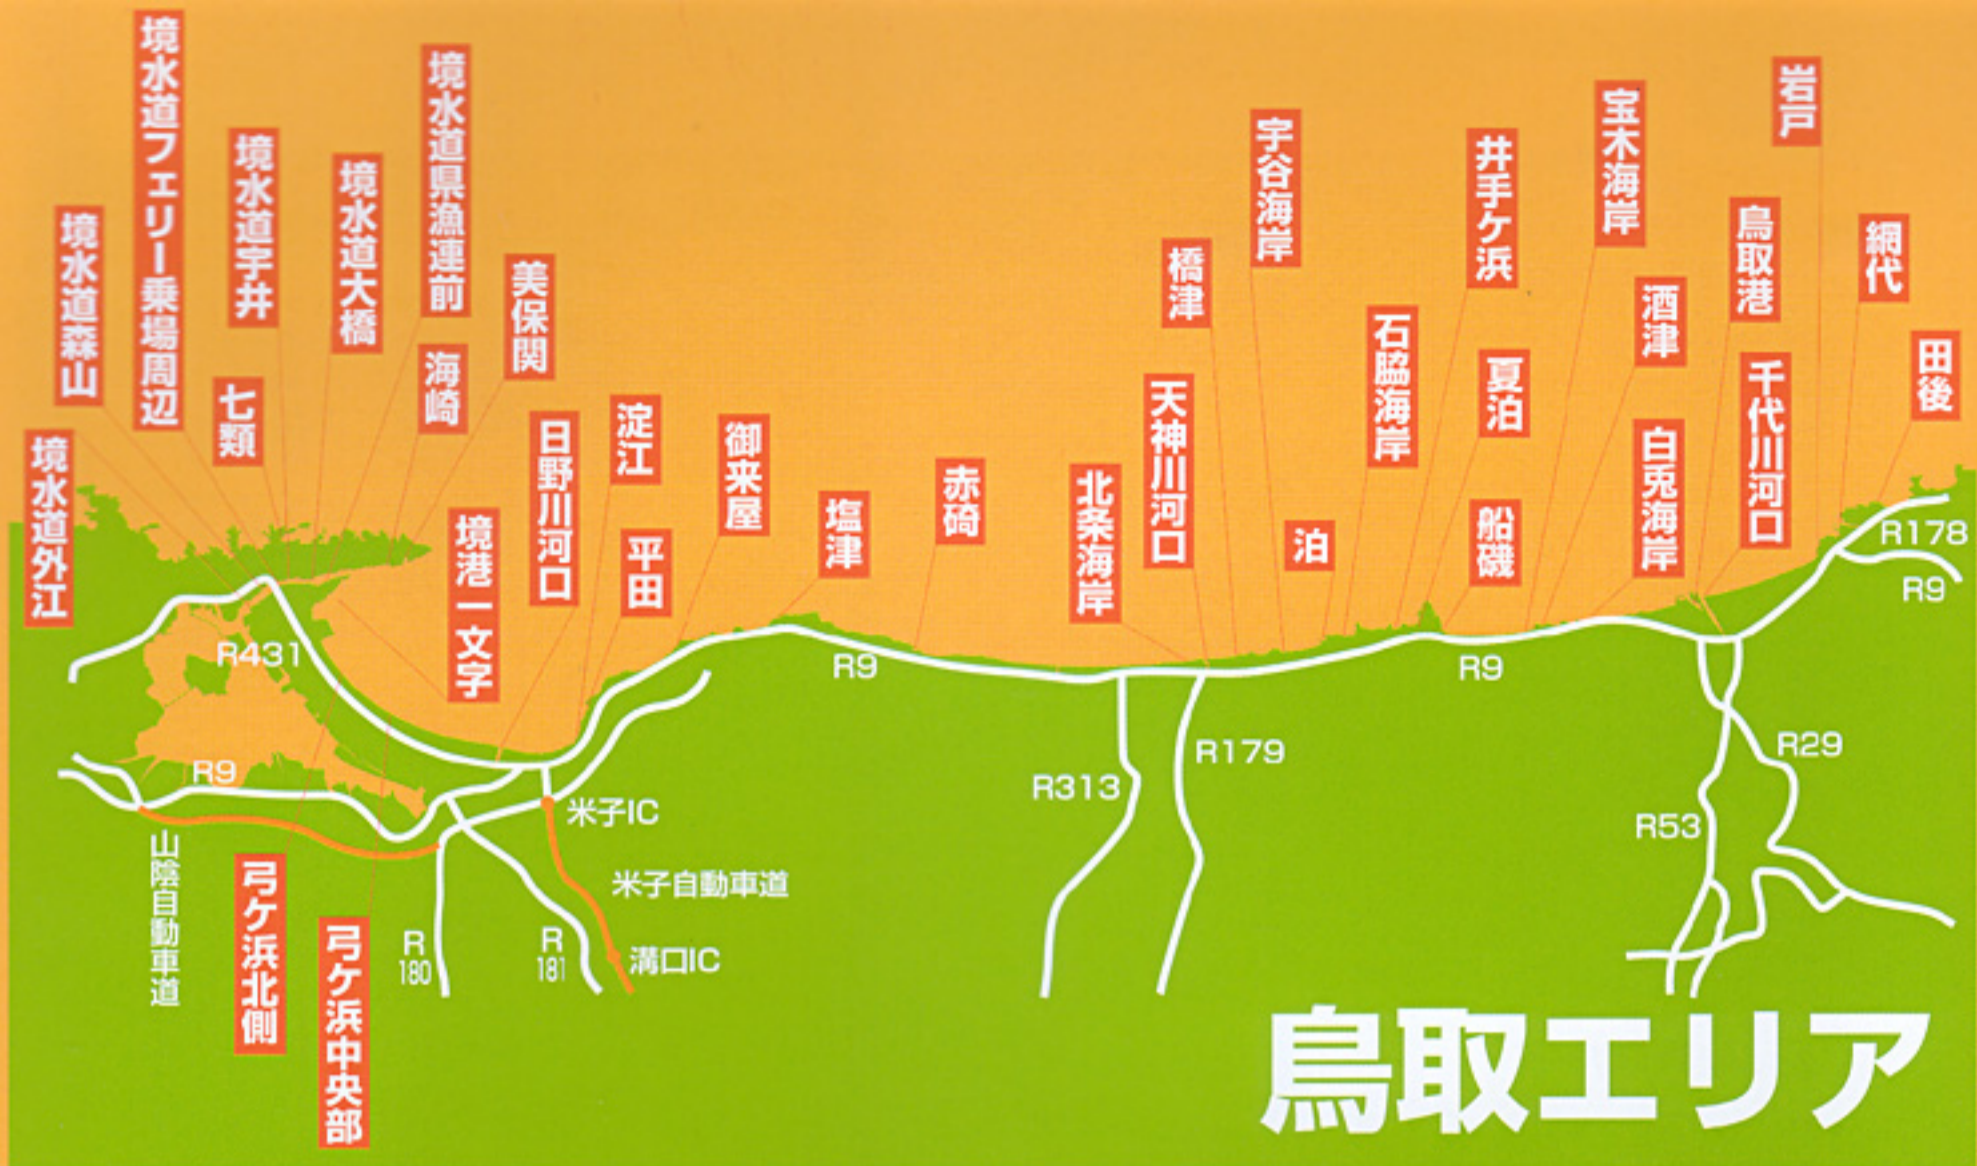 境水道外江
境水道森山
境水道フェリー乗場周辺
境水道宇井
七類
境水道大橋
境水道県漁連前
海崎
美保関
境港一文字
日野川河口
淀江
平田
御来屋
塩津
赤碕
北条海岸
天神川河口
橋津
宇谷海岸
泊
石脇海岸
井手ケ浜
夏泊
船磯
宝木海岸
酒津
白兎海岸
鳥取港
千代川河口
岩戸
網代
田後
R431
R9
R9
R9
R178
R9
R313
R179
R29
R53
米子IC
米子自動車道
溝口IC
山陰自動車道
R
180
R
181
弓ケ浜北側
弓ケ浜中央部
鳥取エリア